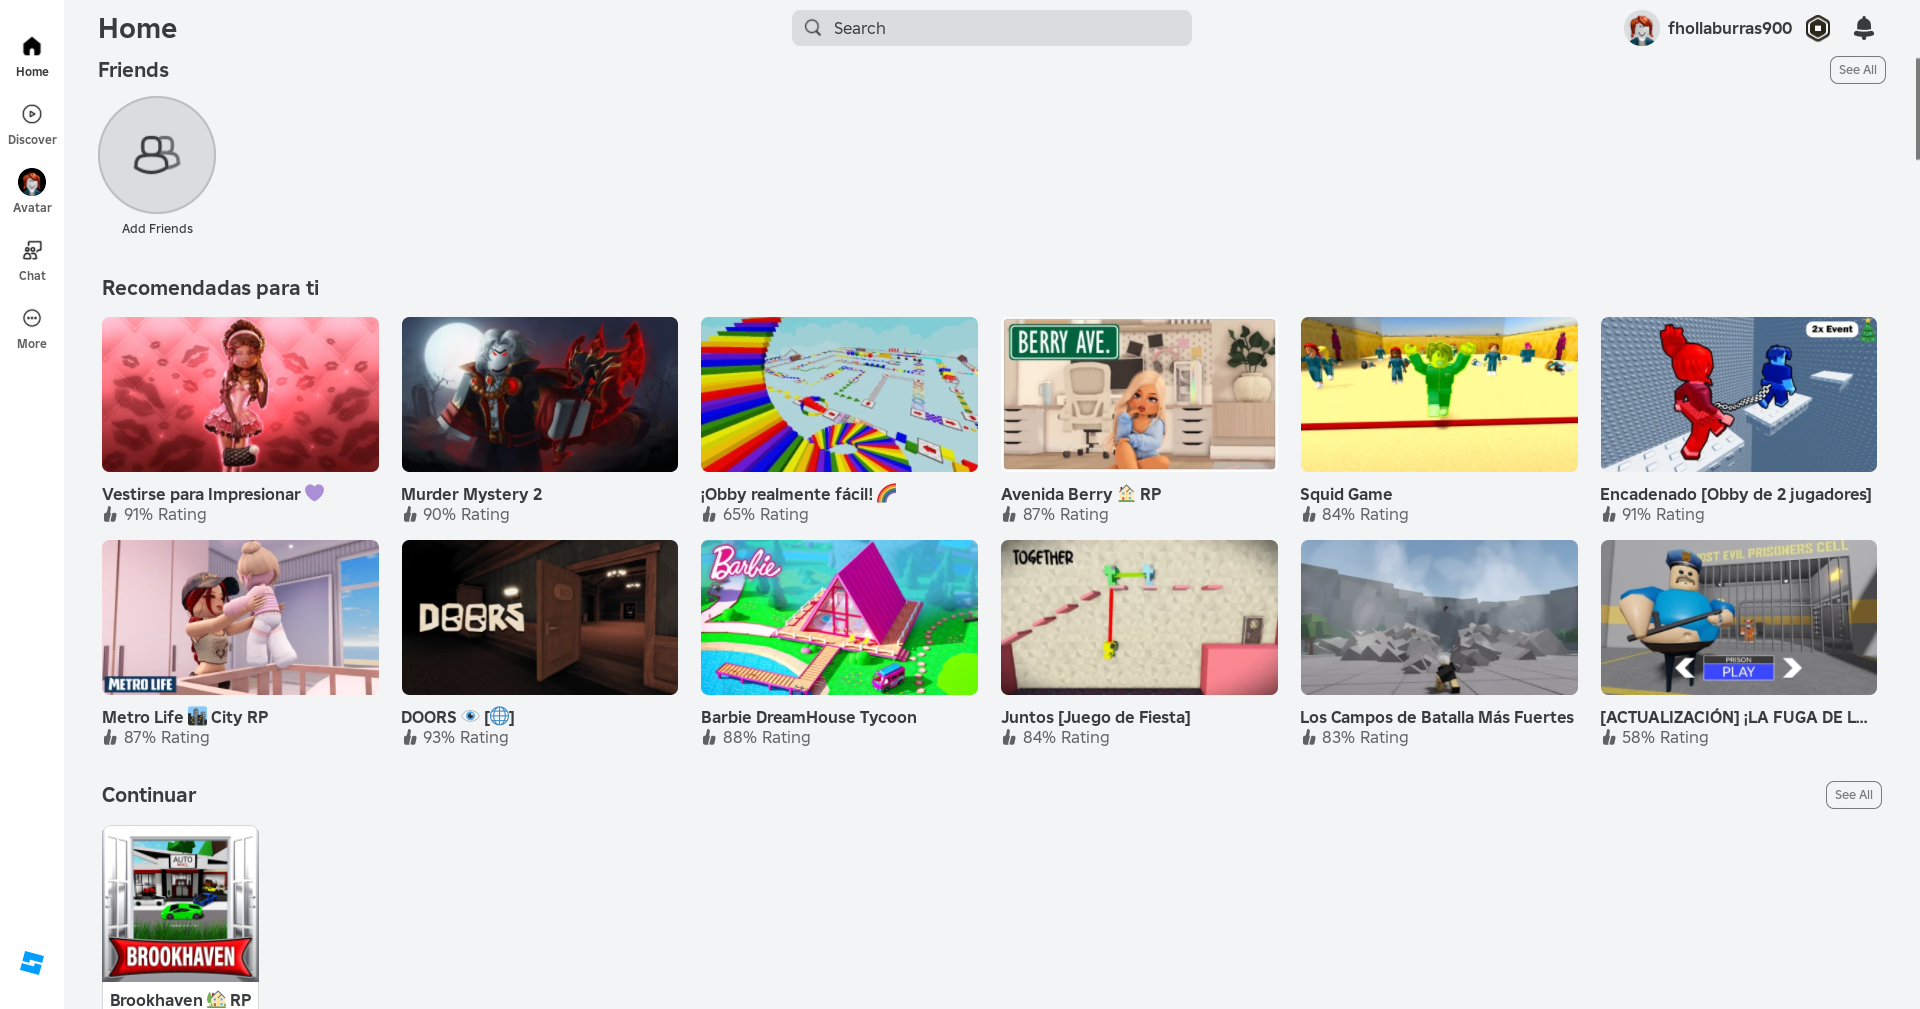 Home
Search
fhollaburras900
Home
Discover
Avatar
Chat
More
Friends
See All
Add Friends
Recomendadas para ti
BERRY AVE.
2x Event
Vestirse para Impresionar 💜
91% Rating
Murder Mystery 2
90% Rating
¡Obby realmente fácil! 🌈
65% Rating
Avenida Berry 🏠 RP
87% Rating
Squid Game
84% Rating
Encadenado [Obby de 2 jugadores]
91% Rating
METRO LIFE
DOORS
Barbie
TOGETHER
PRISONERS CELL
PRISON
PLAY
Metro Life 🏙️ City RP
87% Rating
DOORS 👁️ [🌐]
93% Rating
Barbie DreamHouse Tycoon
88% Rating
Juntos [Juego de Fiesta]
84% Rating
Los Campos de Batalla Más Fuertes
83% Rating
[ACTUALIZACIÓN] ¡LA FUGA DE L...
58% Rating
Continuar
See All
AUTO
BROOKHAVEN
Brookhaven 🏡 RP